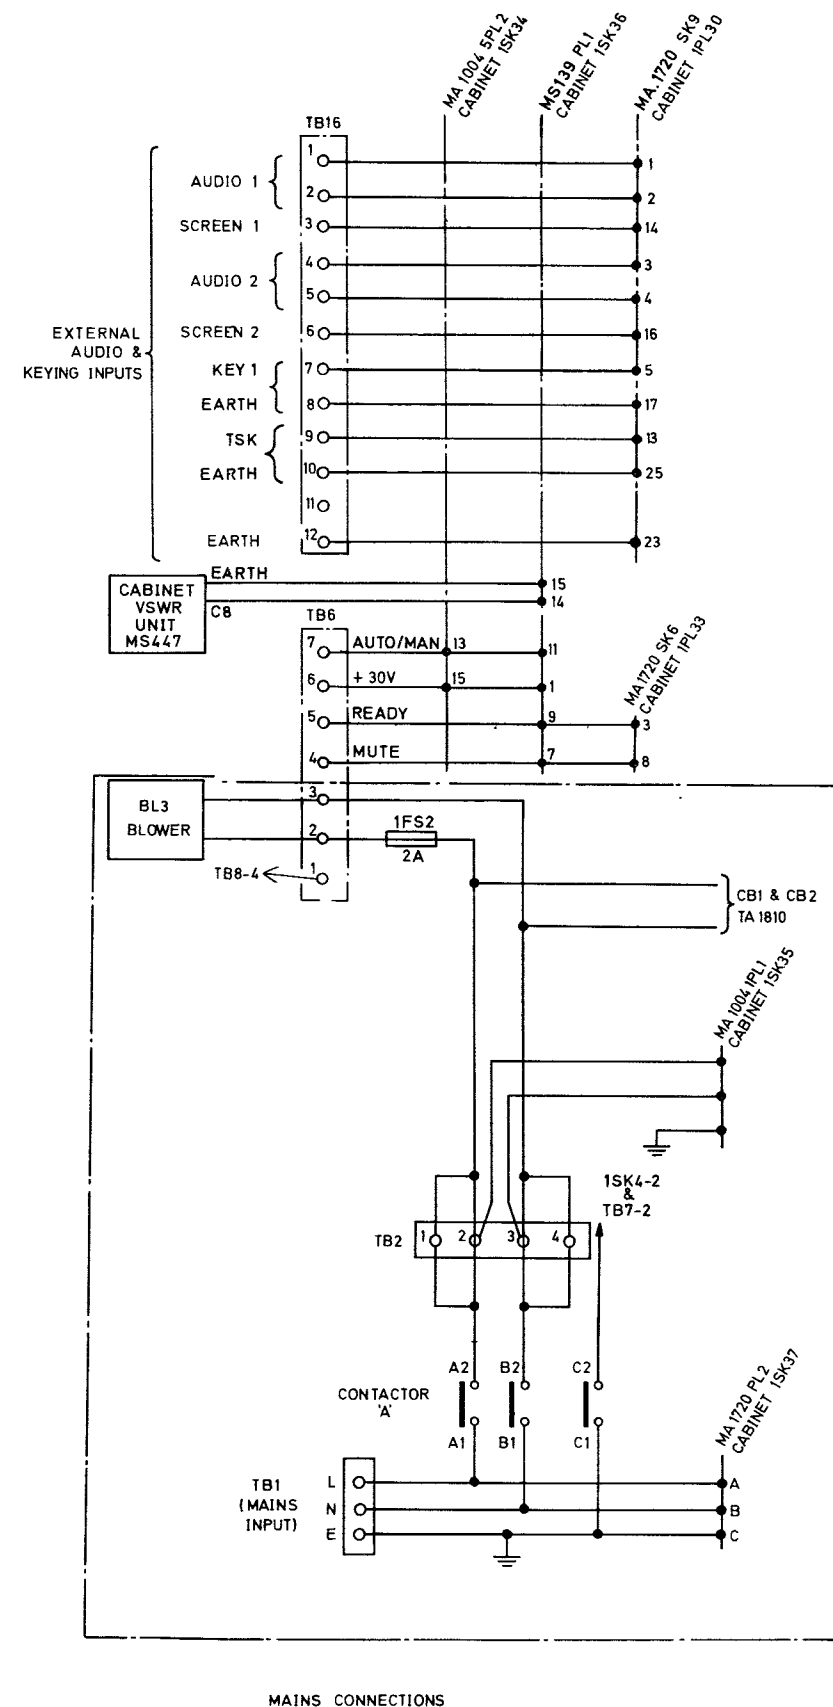 MA 1004 5PL2
CABINET 1SK34
MS139 PL1
CABINET 1SK36
MA.1720 SK9
CABINET 1PL30
TB16
1
1
AUDIO 1
2
2
SCREEN 1
3
14
4
3
AUDIO 2
5
4
SCREEN 2
6
16
EXTERNAL
AUDIO &
KEYING INPUTS
KEY 1
7
5
EARTH
8
17
TSK
9
13
EARTH
10
25
11
EARTH
12
23
EARTH
15
CABINET
VSWR
UNIT
MS447
C8
14
TB6
7
AUTO/MAN
13
11
6
+ 30V
15
1
MA1720 SK6
CABINET 1PL33
5
READY
9
3
4
MUTE
7
8
BL3
BLOWER
3
2
1FS2
2A
TB8-4
1
CB1 & CB2
TA 1810
MA 1004 1PL1
CABINET 1SK35
1SK4-2
&
TB7-2
TB2
1
2
3
4
A2
B2
C2
CONTACTOR
'A'
A1
B1
C1
MA 1720 PL2
CABINET 1SK37
TB1
(MAINS
INPUT)
L
A
N
B
E
C
MAINS CONNECTIONS